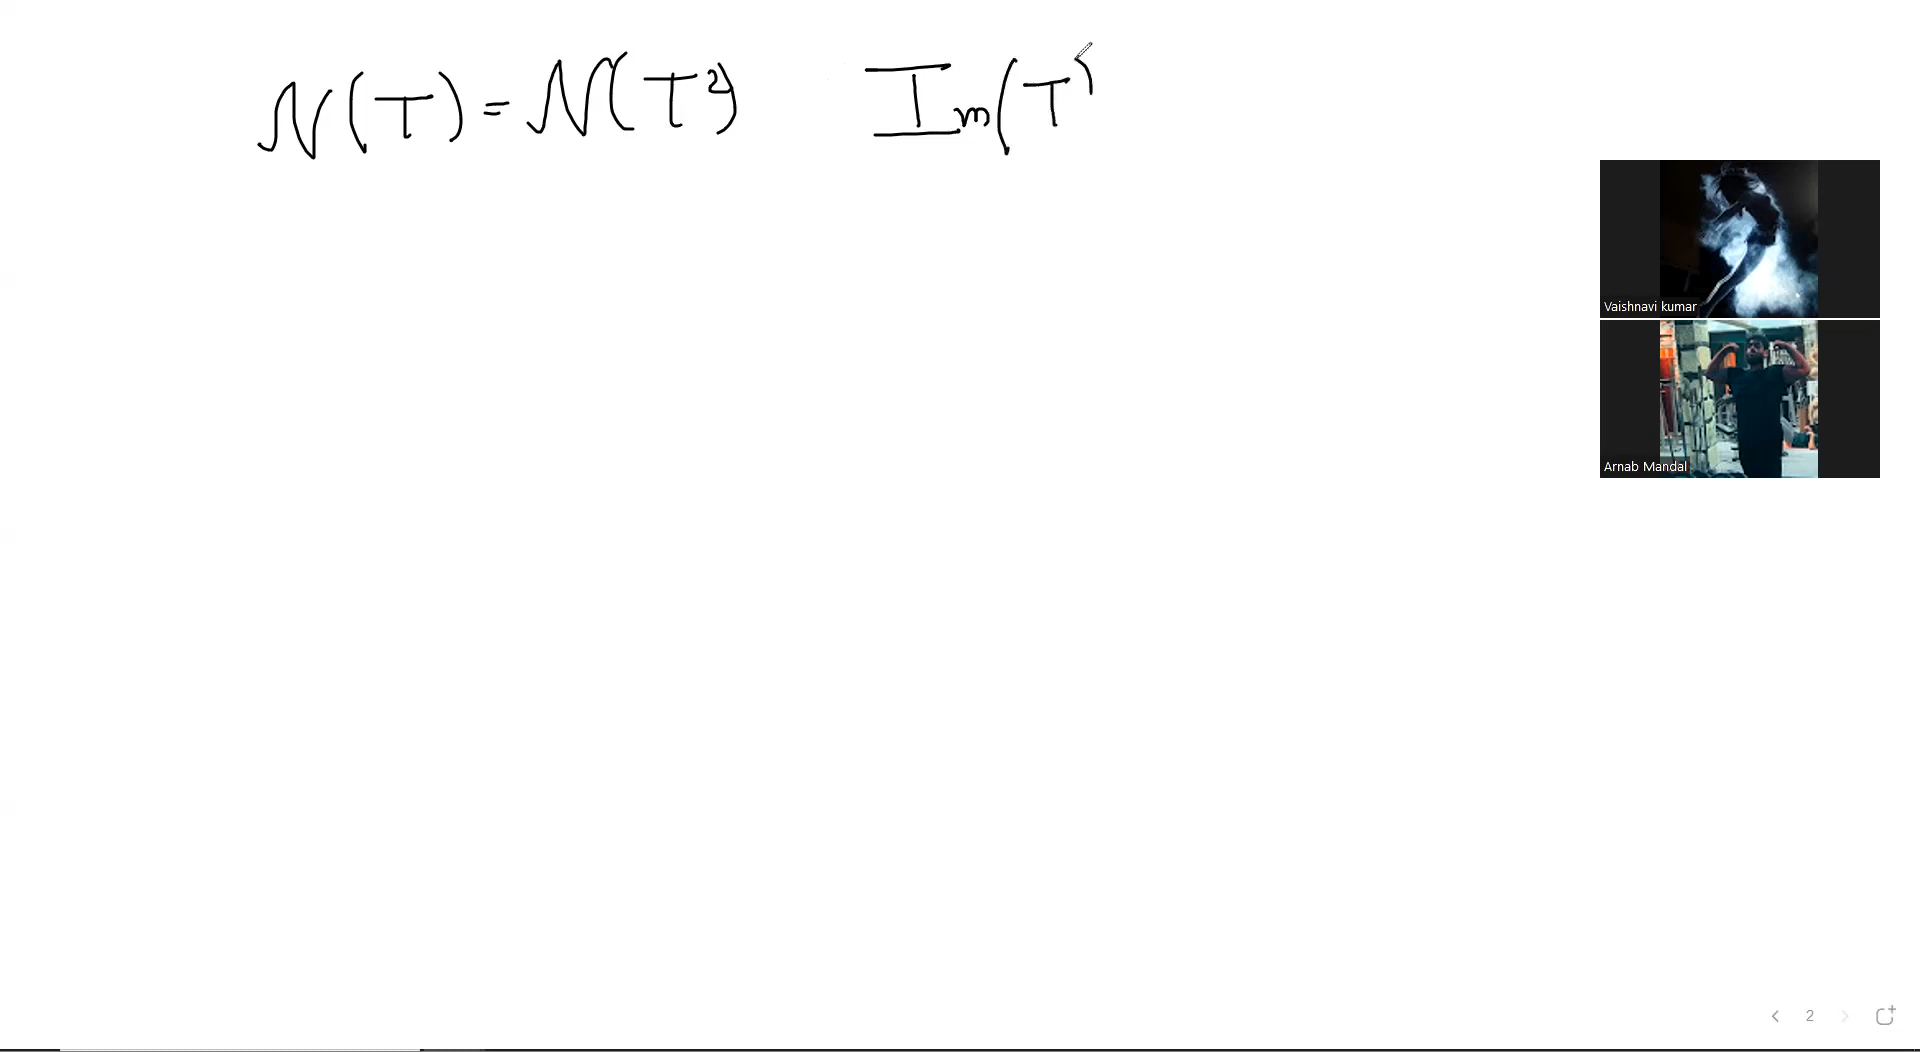 N(T) = N(T²) Im(T)
Vaishnavi kumar
Arnab Mandal
2